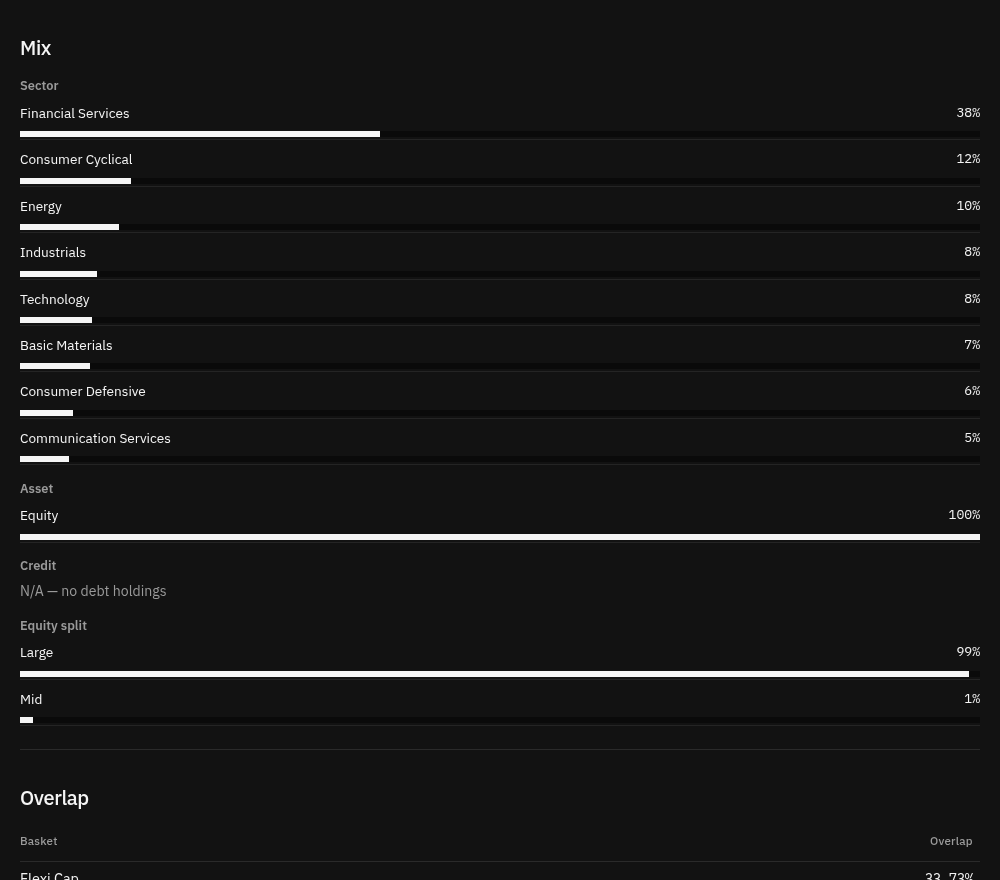 Mix
Sector
Financial Services 38%
Consumer Cyclical 12%
Energy 10%
Industrials 8%
Technology 8%
Basic Materials 7%
Consumer Defensive 6%
Communication Services 5%
Asset
Equity 100%
Credit
N/A — no debt holdings
Equity split
Large 99%
Mid 1%
Overlap
Basket Overlap
Flexi Cap 33.73%